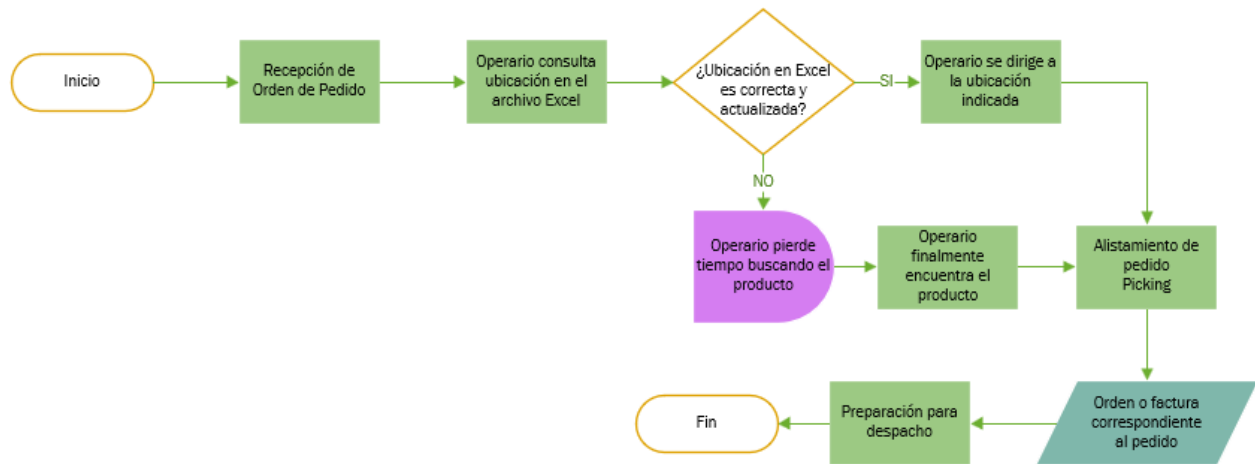 Inicio
Recepción de
Orden de Pedido
Operario consulta
ubicación en el
archivo Excel
¿Ubicación en Excel
es correcta y
actualizada?
SI
Operario se dirige a
la ubicación
indicada
NO
Operario pierde
tiempo buscando el
producto
Operario
finalmente
encuentra el
producto
Alistamiento de
pedido
Picking
Orden o factura
correspondiente
al pedido
Preparación para
despacho
Fin